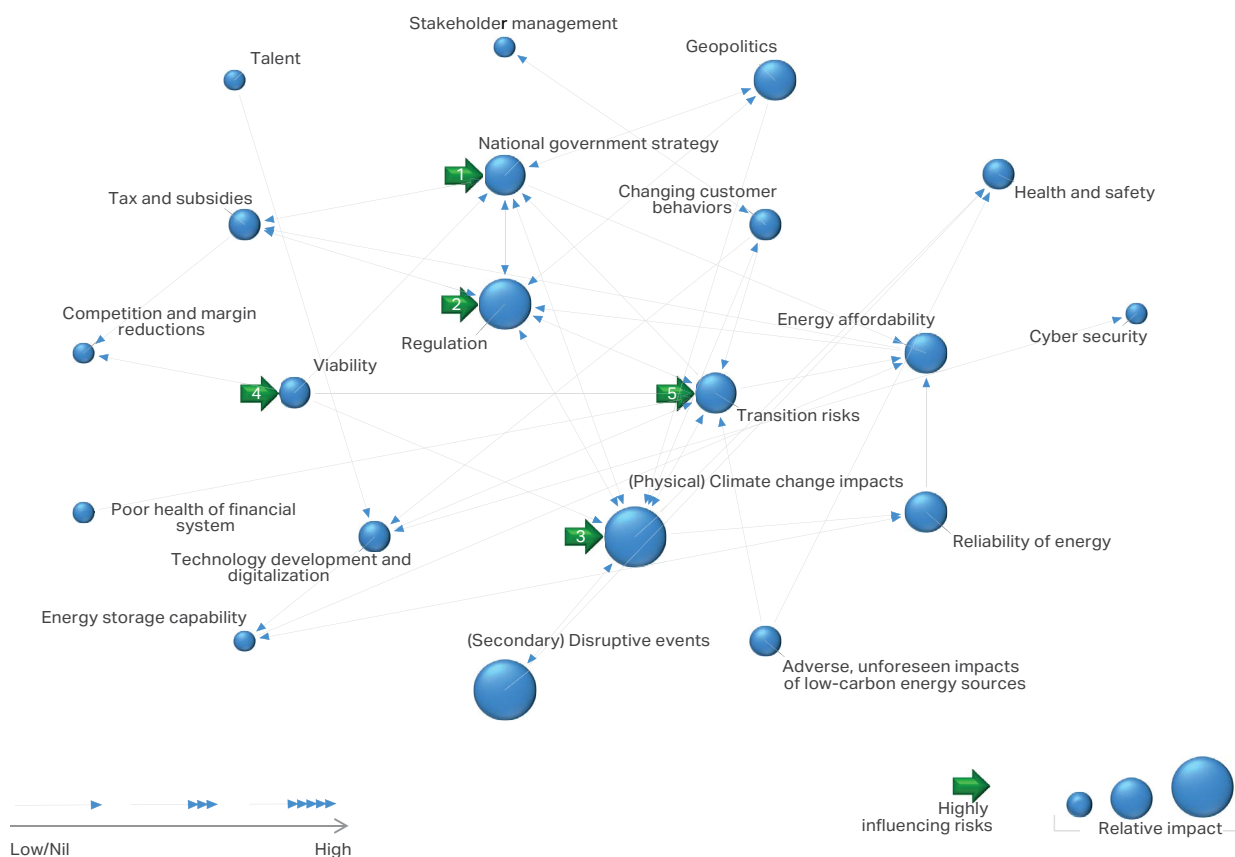 Stakeholder management
Geopolitics
Talent
National government strategy
1
Changing customer
behaviors
Health and safety
Tax and subsidies
2
Regulation
Competition and margin
reductions
Energy affordability
Cyber security
Viability
4
5
Transition risks
(Physical) Climate change impacts
3
Poor health of financial
system
Technology development and
digitalization
Reliability of energy
Energy storage capability
(Secondary) Disruptive events
Adverse, unforeseen impacts
of low-carbon energy sources
Low/Nil
High
Highly
influencing risks
Relative impact